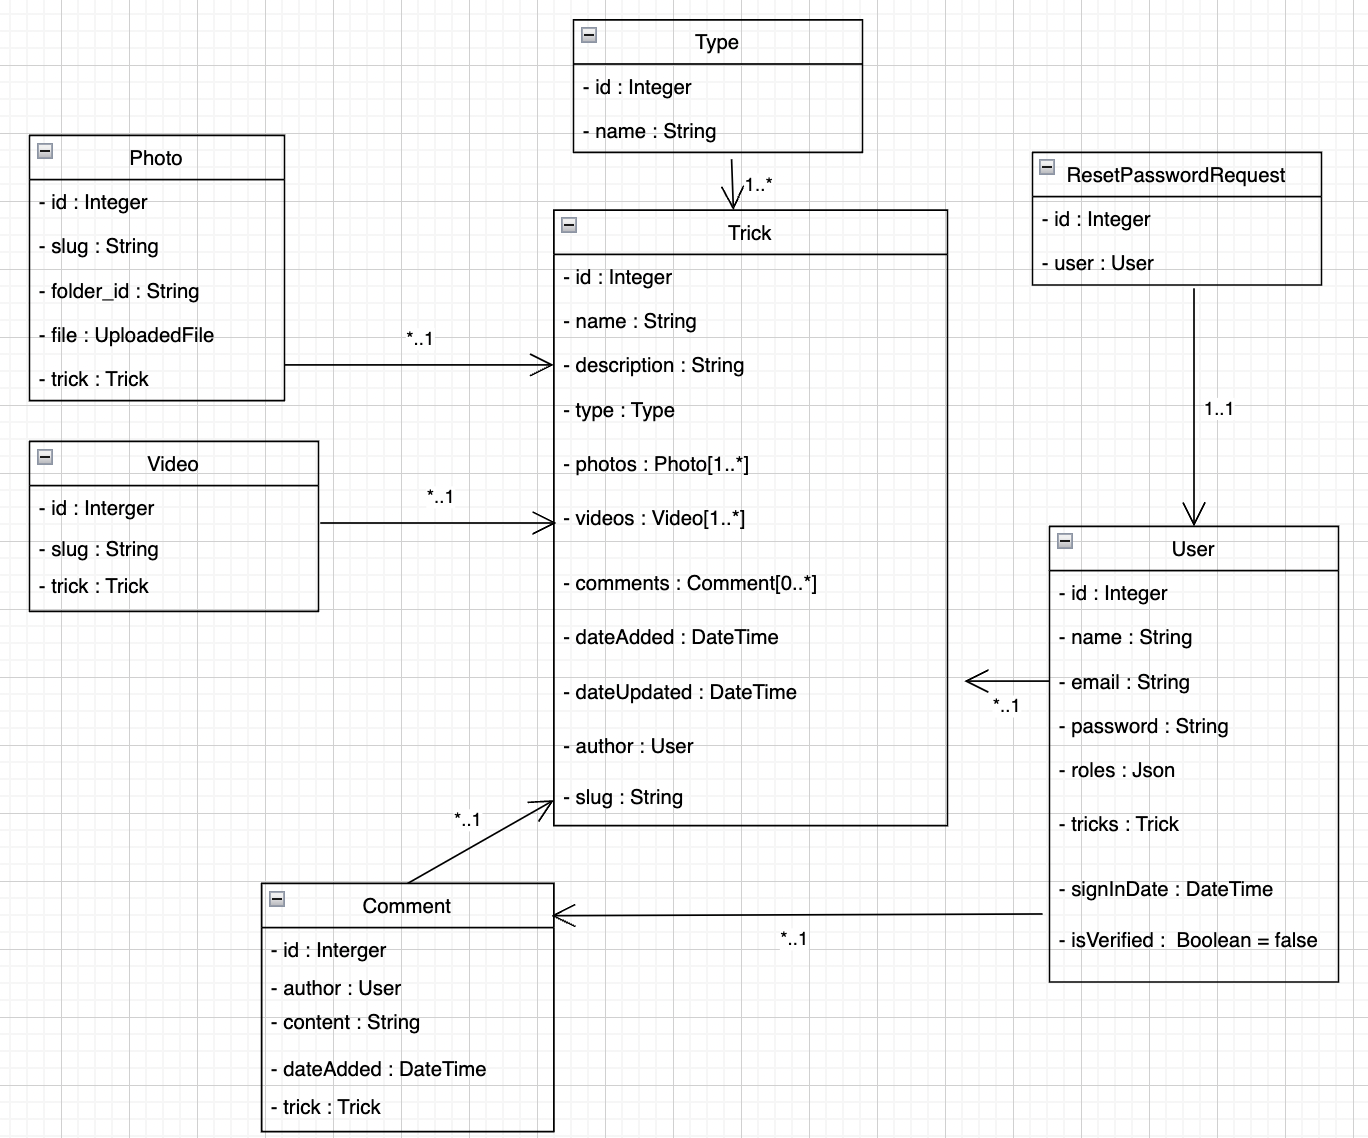 Type
- id : Integer
- name : String
1..*
Photo
- id : Integer
- slug : String
- folder_id : String
- file : UploadedFile
- trick : Trick
*..1
Video
- id : Interger
- slug : String
- trick : Trick
*..1
Trick
- id : Integer
- name : String
- description : String
- type : Type
- photos : Photo[1..*]
- videos : Video[1..*]
- comments : Comment[0..*]
- dateAdded : DateTime
- dateUpdated : DateTime
- author : User
- slug : String
ResetPasswordRequest
- id : Integer
- user : User
1..1
User
- id : Integer
- name : String
- email : String
- password : String
- roles : Json
- tricks : Trick
- signInDate : DateTime
- isVerified :  Boolean = false
*..1
*..1
*..1
Comment
- id : Interger
- author : User
- content : String
- dateAdded : DateTime
- trick : Trick